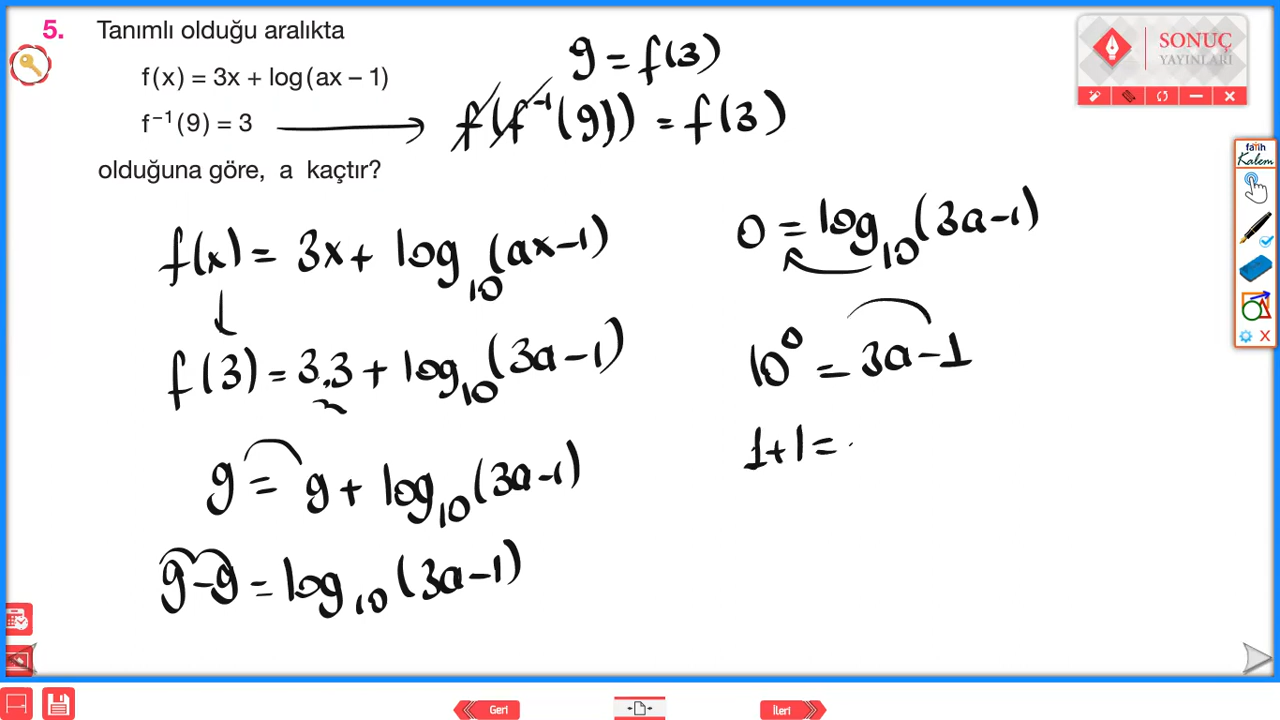 5. Tanımlı olduğu aralıkta
f(x) = 3x + log(ax – 1)
f⁻¹(9) = 3
olduğuna göre, a kaçtır?
9 = f(3)
f(f⁻¹(9)) = f(3)
f(x) = 3x + log₁₀(ax-1)
f(3) = 3.3 + log₁₀(3a-1)
9 = 9 + log₁₀(3a-1)
9-9 = log₁₀(3a-1)
0 = log₁₀(3a-1)
10⁰ = 3a-1
1+1=
SONUÇ
YAYINLARI
fatih
Kalem
Geri
İleri